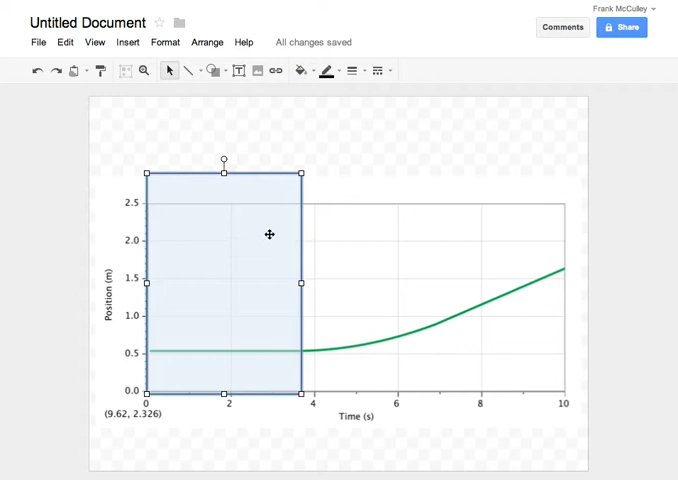 Frank McCulley
Untitled Document
Comments
Share
File Edit View Insert Format Arrange Help All changes saved
2.5
2.0
1.5
1.0
0.5
0.0
Position (m)
0 2 4 6 8 10
(9.62, 2.326)
Time (s)